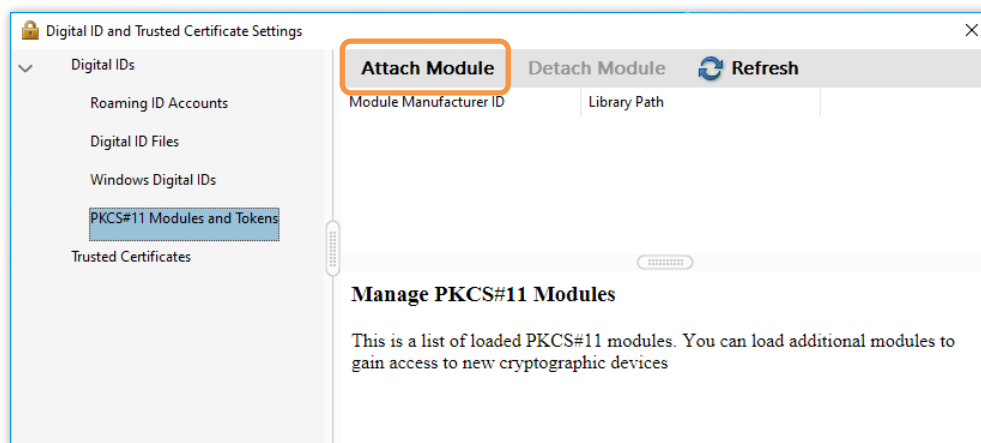 Digital ID and Trusted Certificate Settings
Digital IDs
Roaming ID Accounts
Digital ID Files
Windows Digital IDs
PKCS#11 Modules and Tokens
Trusted Certificates
Attach Module Detach Module Refresh
Module Manufacturer ID Library Path
Manage PKCS#11 Modules
This is a list of loaded PKCS#11 modules. You can load additional modules to
gain access to new cryptographic devices